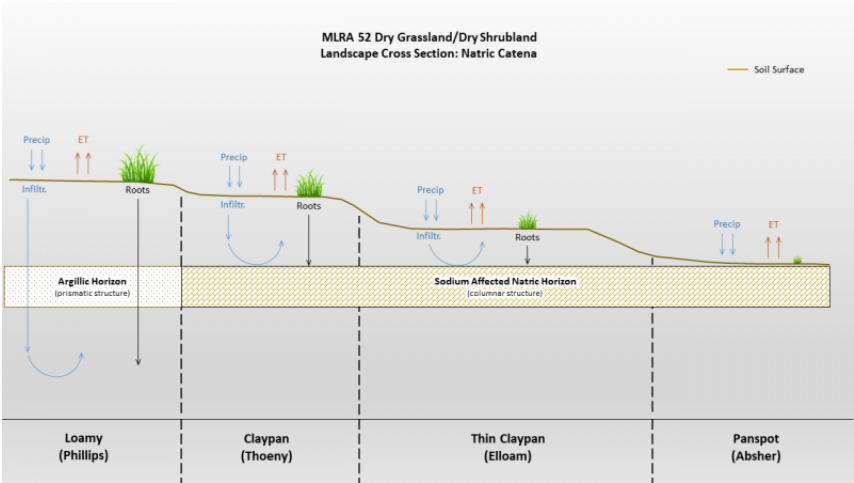 MLRA 52 Dry Grassland/Dry Shrubland
Landscape Cross Section: Natric Catena
Soil Surface
Precip
ET
Infiltr.
Roots
Precip
ET
Infiltr.
Roots
Precip
ET
Infiltr.
Roots
Precip
ET
Argillic Horizon
(prismatic structure)
Sodium Affected Natric Horizon
(columnar structure)
Loamy
(Phillips)
Claypan
(Thoeny)
Thin Claypan
(Elloam)
Panspot
(Absher)